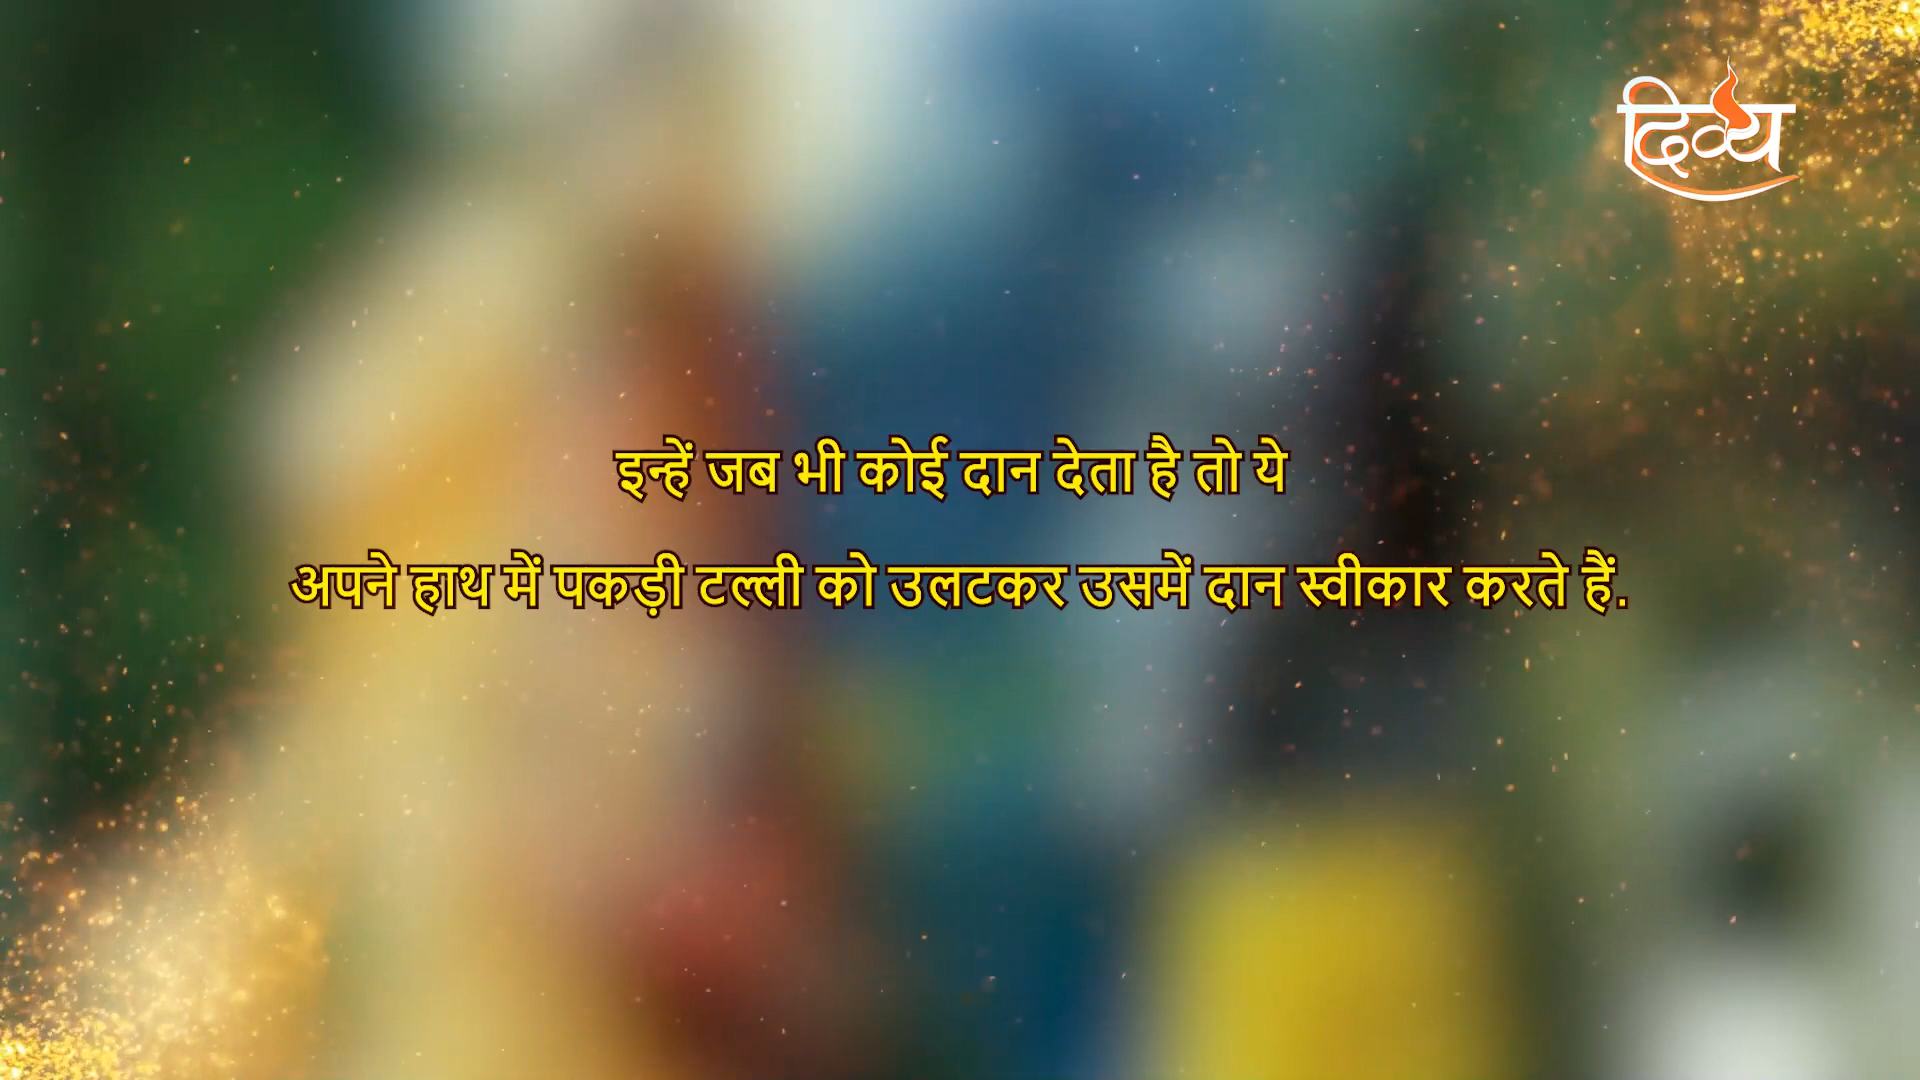 दिव्य
इन्हें जब भी कोई दान देता है तो ये
अपने हाथ में पकड़ी टल्ली को उलटकर उसमें दान स्वीकार करते हैं.